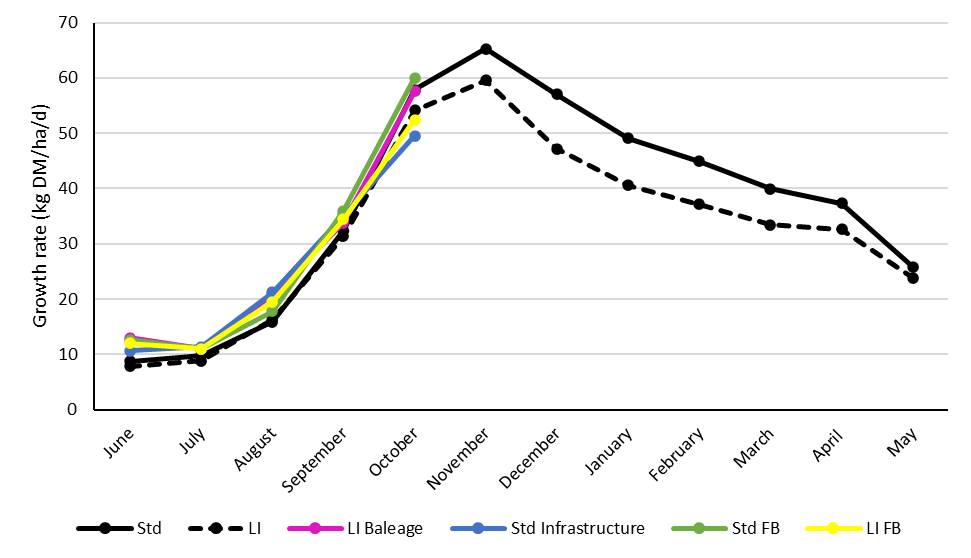 Growth rate (kg DM/ha/d)
70
60
50
40
30
20
10
0
June
July
August
September
October
November
December
January
February
March
April
May
Std
LI
LI Baleage
Std Infrastructure
Std FB
LI FB